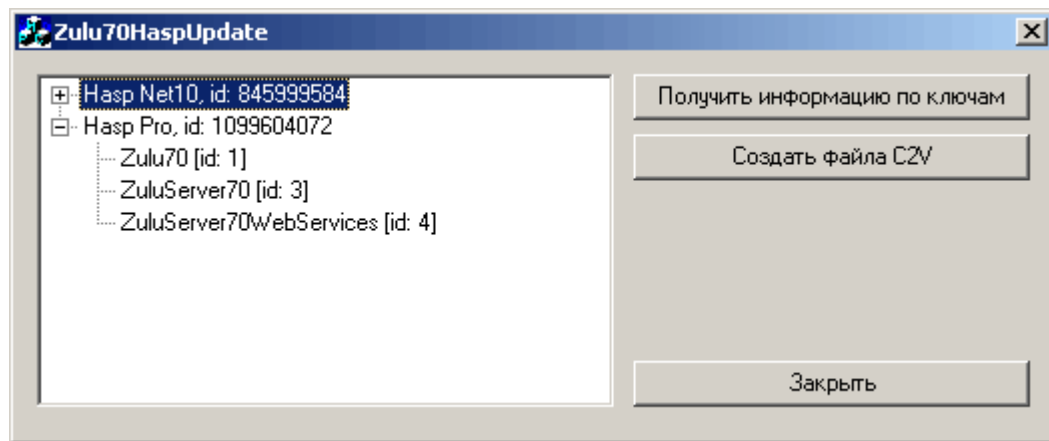 Zulu70HaspUpdate
Hasp Net10, id: 845999584
Hasp Pro, id: 1099604072
Zulu70 [id: 1]
ZuluServer70 [id: 3]
ZuluServer70WebServices [id: 4]
Получить информацию по ключам
Создать файла C2V
Закрыть